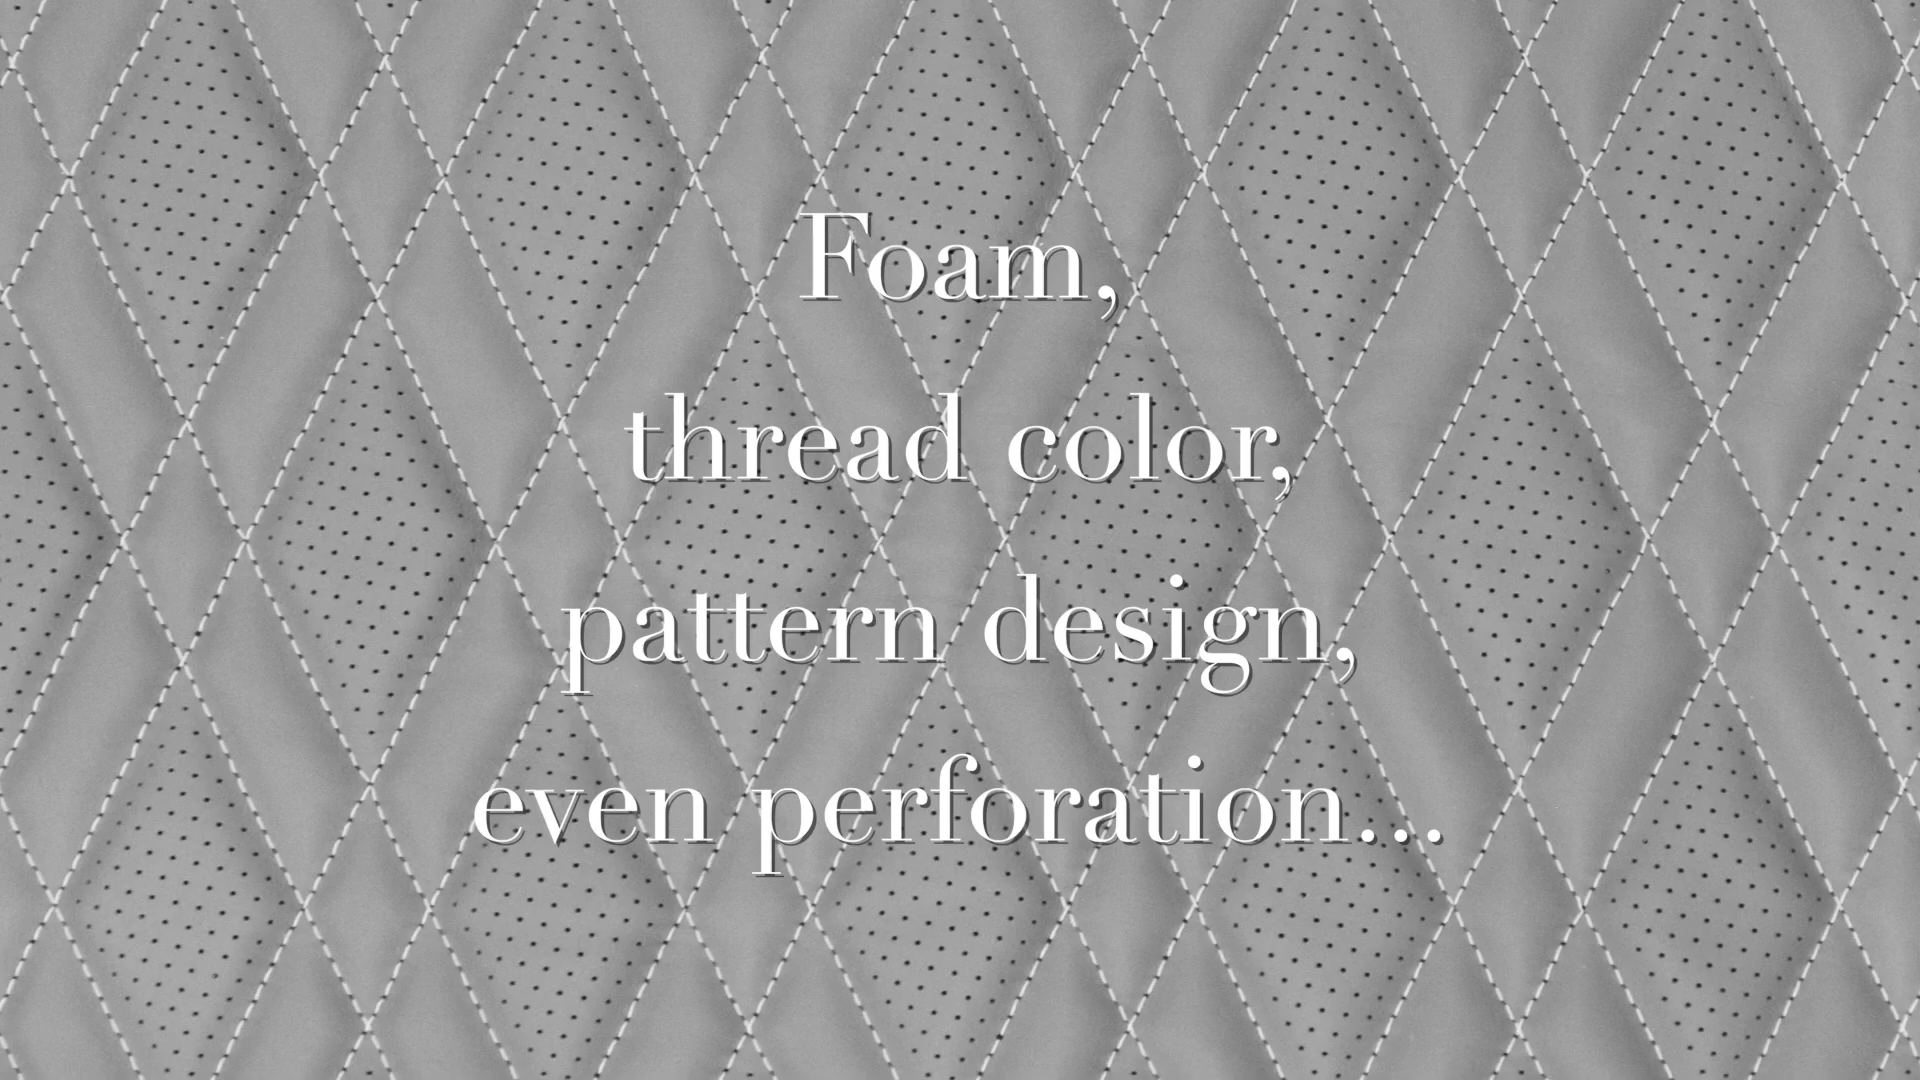 Foam,
thread color,
pattern design,
even perforation...